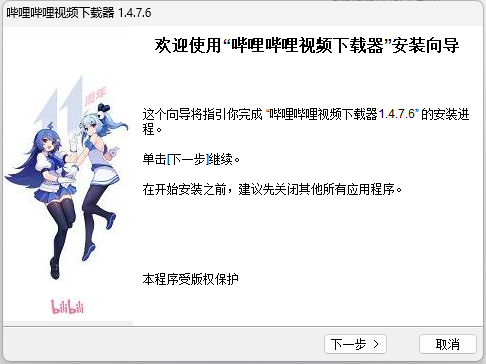 哔哩哔哩视频下载器 1.4.7.6
欢迎使用“哔哩哔哩视频下载器”安装向导
11周年
这个向导将指引你完成 “哔哩哔哩视频下载器1.4.7.6” 的安装进
程。
单击[下一步]继续。
在开始安装之前，建议先关闭其他所有应用程序。
本程序受版权保护
bilibili
下一步 >
取消